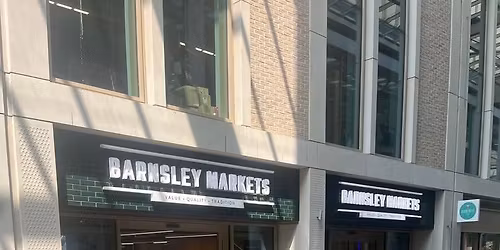 BARNSLEY MARKETS
VALUE • QUALITY • TRADITION
BARNSLEY MARKETS